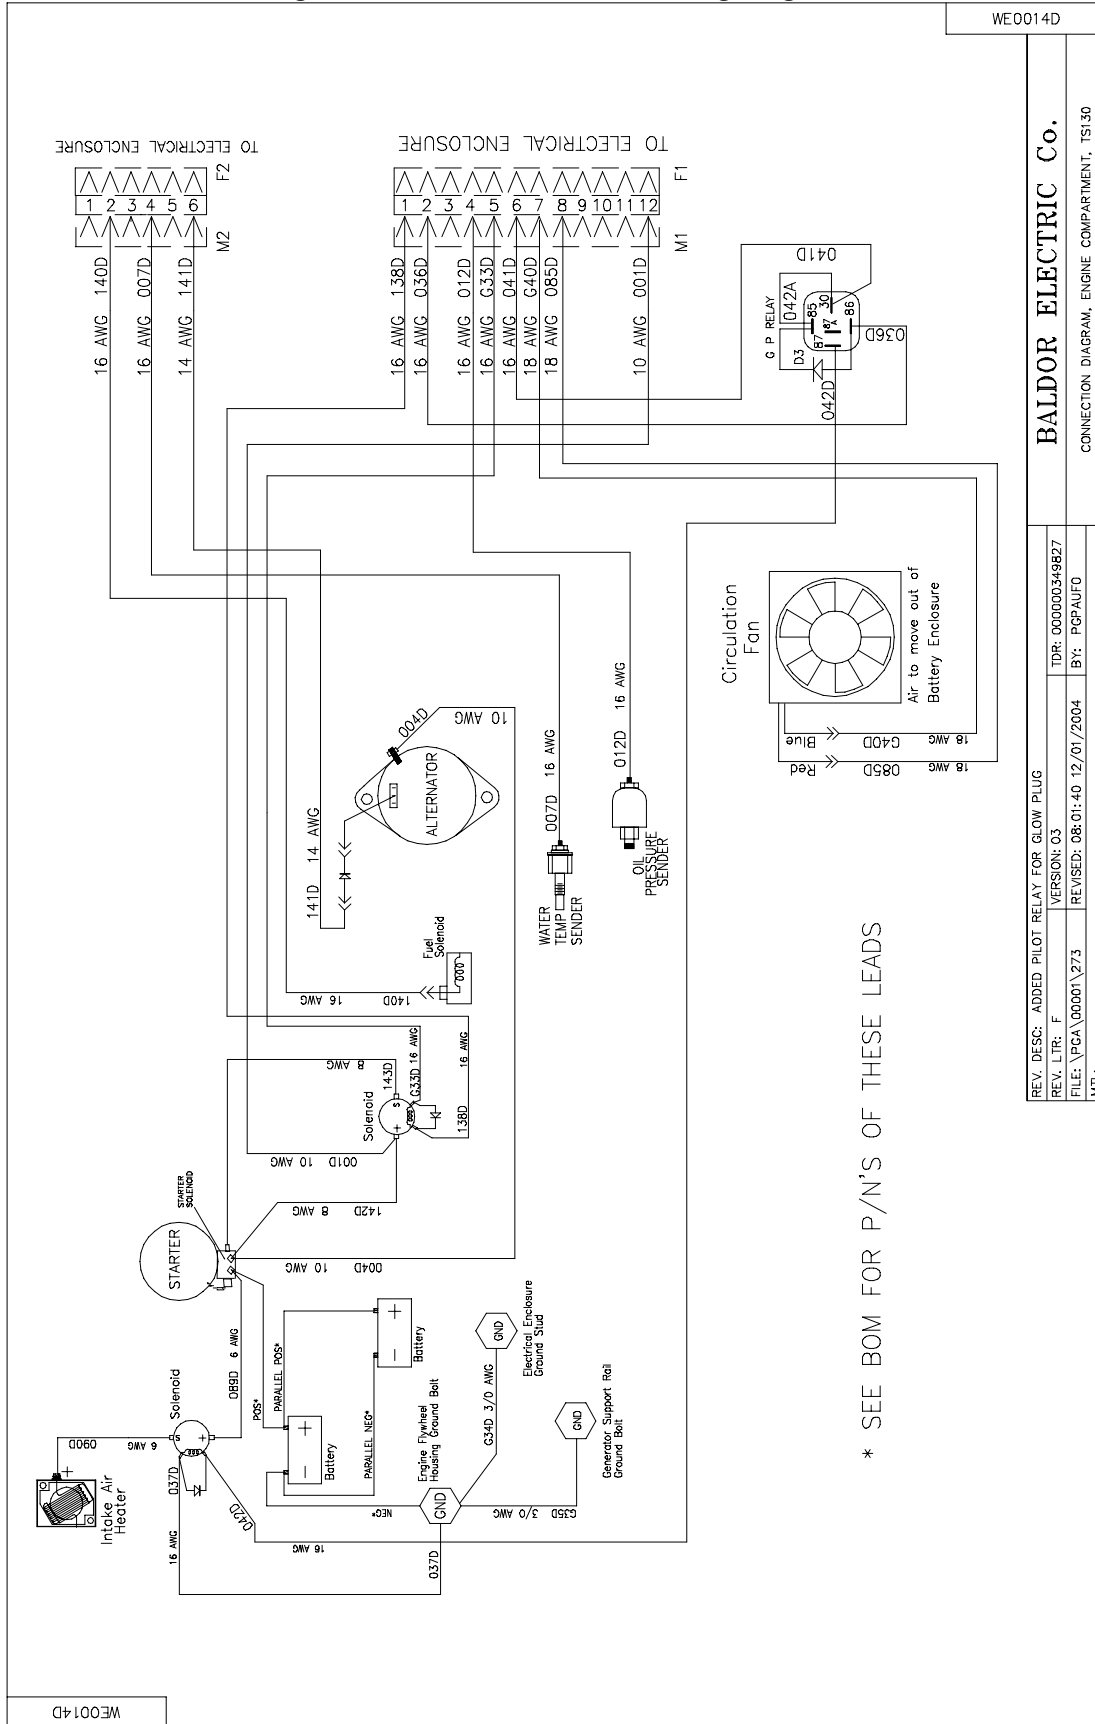 WE0014D
TO ELECTRICAL ENCLOSURE
F2
1 2 3 4 5 6
M2
16 AWG 140D
16 AWG 007D
14 AWG 141D
TO ELECTRICAL ENCLOSURE
F1
1 2 3 4 5 6 7 8 9 10 11 12
M1
16 AWG 138D
16 AWG 036D
16 AWG 012D
16 AWG G33D
16 AWG 041D
18 AWG G40D
18 AWG 085D
10 AWG 001D
041D
G P RELAY
042A
85
30
87
A
87
86
D3
036D
042D
Circulation
Fan
Air to move out of
Battery Enclosure
Blue
G40D
18 AWG
Red
085D
18 AWG
012D 16 AWG
OIL
PRESSURE
SENDER
007D 16 AWG
WATER
TEMP
SENDER
004D
10 AWG
ALTERNATOR
141D 14 AWG
Fuel
Solenoid
140D
16 AWG
8 AWG
143D
G33D 16 AWG
Solenoid
S
+
138D
16 AWG
001D 10 AWG
142D 8 AWG
STARTER
SOLENOID
STARTER
004D 10 AWG
089D 6 AWG
POS*
PARALLEL POS*
+
-
Battery
+
-
Battery
PARALLEL NEG*
NEG*
Engine Flywheel
Housing Ground Bolt
GND
G34D 3/0 AWG
GND
Electrical Enclosure
Ground Stud
G35D 3/0 AWG
GND
Generator Support Rail
Ground Bolt
Solenoid
S
+
090D
6 AWG
+
Intake Air
Heater
037D
16 AWG
042D
16 AWG
037D
* SEE BOM FOR P/N'S OF THESE LEADS
BALDOR ELECTRIC Co.
CONNECTION DIAGRAM, ENGINE COMPARTMENT, TS130
REV. DESC: ADDED PILOT RELAY FOR GLOW PLUG
REV. LTR: F
VERSION: 03
TDR: 000000349827
FILE: \PGA\00001\273
REVISED: 08:01:40 12/01/2004
BY: PGPAUFO
WE0014D